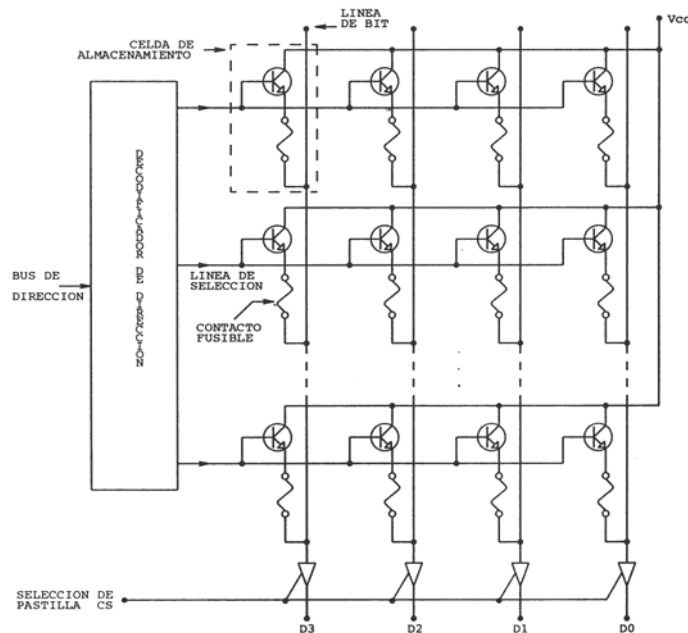 LINEA
DE BIT
Vcc
CELDA DE
ALMACENAMIENTO
DECODIFICADOR DE DIRECCION
BUS DE
DIRECCION
LINEA DE
SELECCION
CONTACTO
FUSIBLE
SELECCION DE
PASTILLA CS
D3
D2
D1
D0